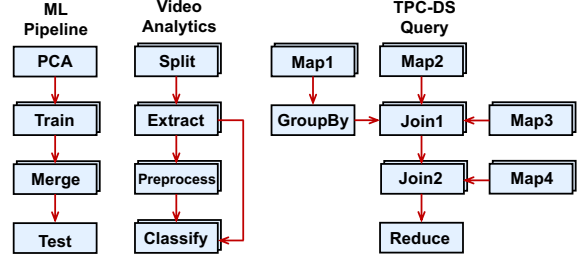 ML
Pipeline
PCA
Train
Merge
Test
Video
Analytics
Split
Extract
Preprocess
Classify
TPC-DS
Query
Map1
Map2
GroupBy
Join1
Map3
Join2
Map4
Reduce